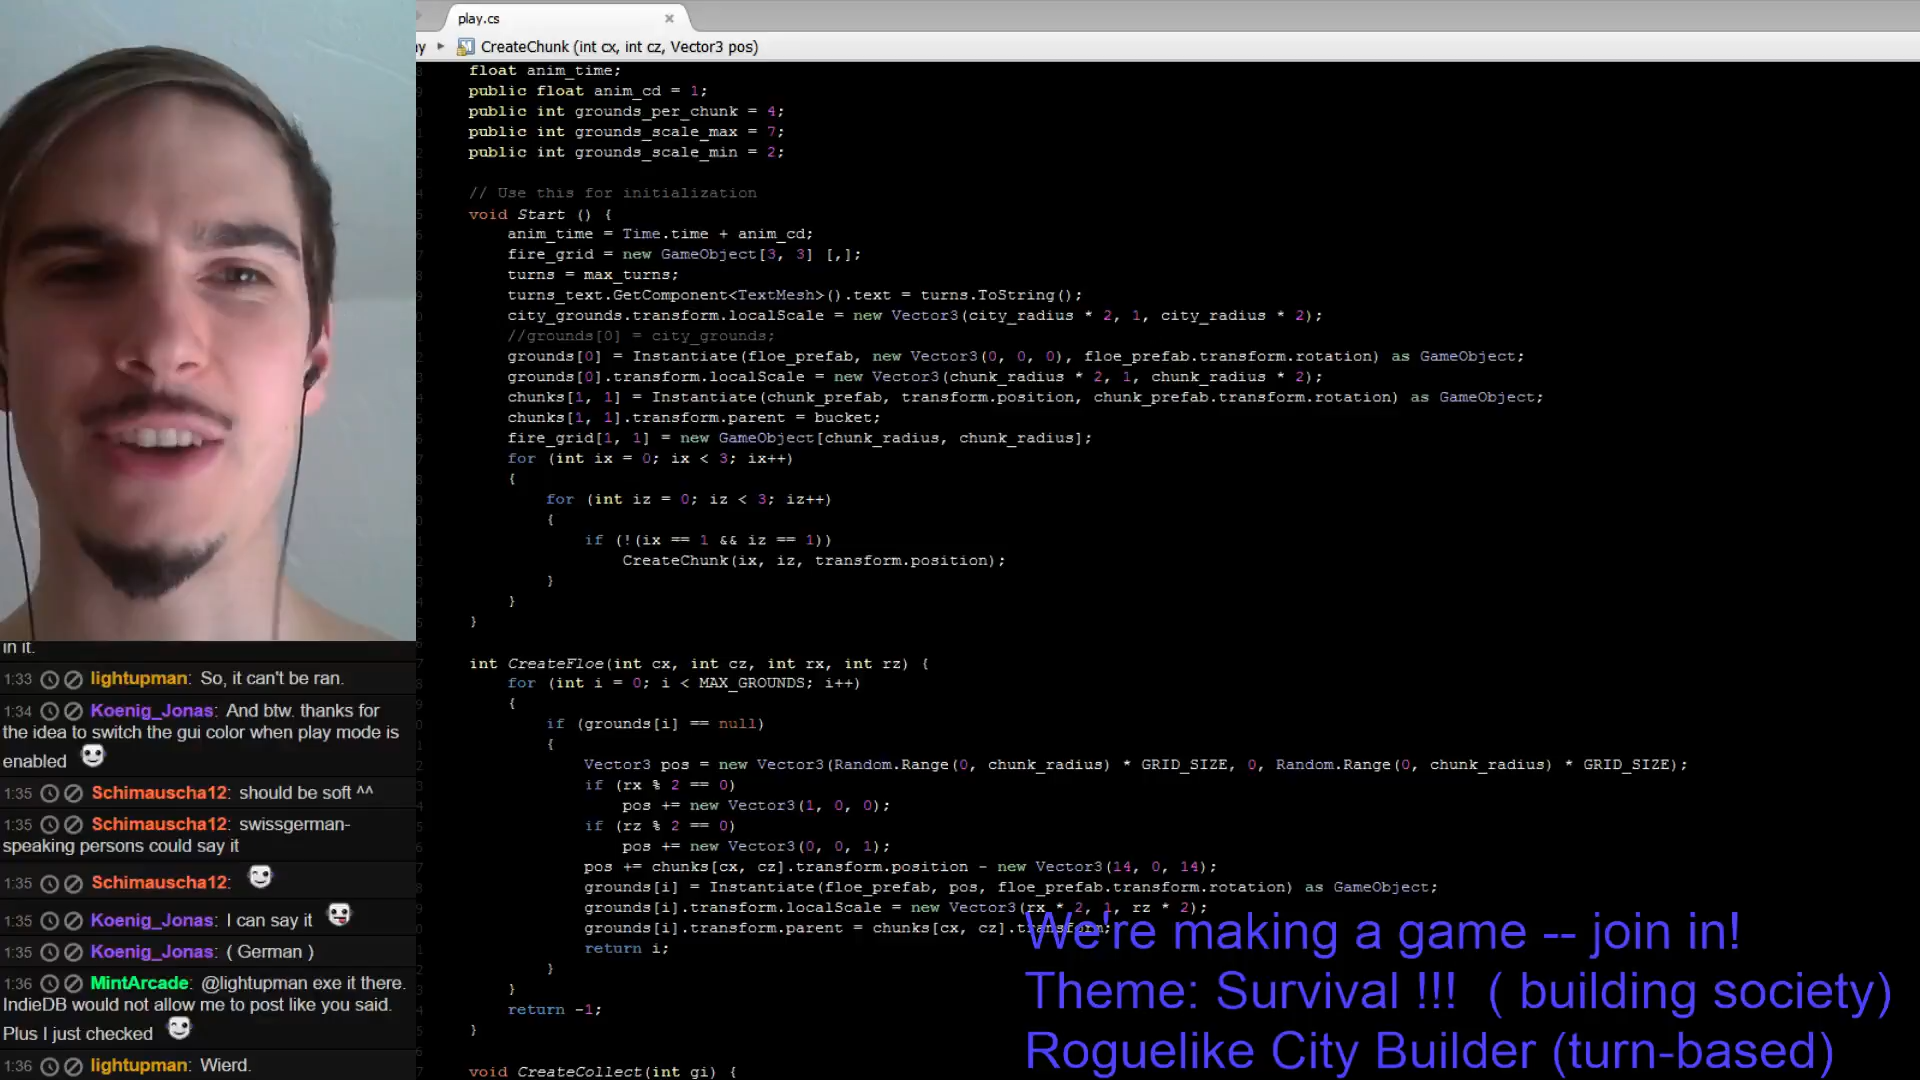 play.cs
CreateChunk (int cx, int cz, Vector3 pos)
float anim_time;
public float anim_cd = 1;
public int grounds_per_chunk = 4;
public int grounds_scale_max = 7;
public int grounds_scale_min = 2;
// Use this for initialization
void Start () {
anim_time = Time.time + anim_cd;
fire_grid = new GameObject[3, 3] [,];
turns = max_turns;
turns_text.GetComponent<TextMesh>().text = turns.ToString();
city_grounds.transform.localScale = new Vector3(city_radius * 2, 1, city_radius * 2);
//grounds[0] = city_grounds;
grounds[0] = Instantiate(floe_prefab, new Vector3(0, 0, 0), floe_prefab.transform.rotation) as GameObject;
grounds[0].transform.localScale = new Vector3(chunk_radius * 2, 1, chunk_radius * 2);
chunks[1, 1] = Instantiate(chunk_prefab, transform.position, chunk_prefab.transform.rotation) as GameObject;
chunks[1, 1].transform.parent = bucket;
fire_grid[1, 1] = new GameObject[chunk_radius, chunk_radius];
for (int ix = 0; ix < 3; ix++)
{
for (int iz = 0; iz < 3; iz++)
{
if (!(ix == 1 && iz == 1))
CreateChunk(ix, iz, transform.position);
}
}
}
int CreateFloe(int cx, int cz, int rx, int rz) {
for (int i = 0; i < MAX_GROUNDS; i++)
{
if (grounds[i] == null)
{
Vector3 pos = new Vector3(Random.Range(0, chunk_radius) * GRID_SIZE, 0, Random.Range(0, chunk_radius) * GRID_SIZE);
if (rx % 2 == 0)
pos += new Vector3(1, 0, 0);
if (rz % 2 == 0)
pos += new Vector3(0, 0, 1);
pos += chunks[cx, cz].transform.position - new Vector3(14, 0, 14);
grounds[i] = Instantiate(floe_prefab, pos, floe_prefab.transform.rotation) as GameObject;
grounds[i].transform.localScale = new Vector3(rx * 2, 1, rz * 2);
grounds[i].transform.parent = chunks[cx, cz].transform;
return i;
}
}
return -1;
}
void CreateCollect(int gi) {
in it.
1:33 lightupman: So, it can't be ran.
1:34 Koenig_Jonas: And btw. thanks for
the idea to switch the gui color when play mode is
enabled
1:35 Schimauscha12: should be soft ^^
1:35 Schimauscha12: swissgerman-
speaking persons could say it
1:35 Schimauscha12:
1:35 Koenig_Jonas: I can say it
1:35 Koenig_Jonas: ( German )
1:36 MintArcade: @lightupman exe it there.
IndieDB would not allow me to post like you said.
Plus I just checked
1:36 lightupman: Wierd.
We're making a game -- join in!
Theme: Survival !!! ( building society)
Roguelike City Builder (turn-based)